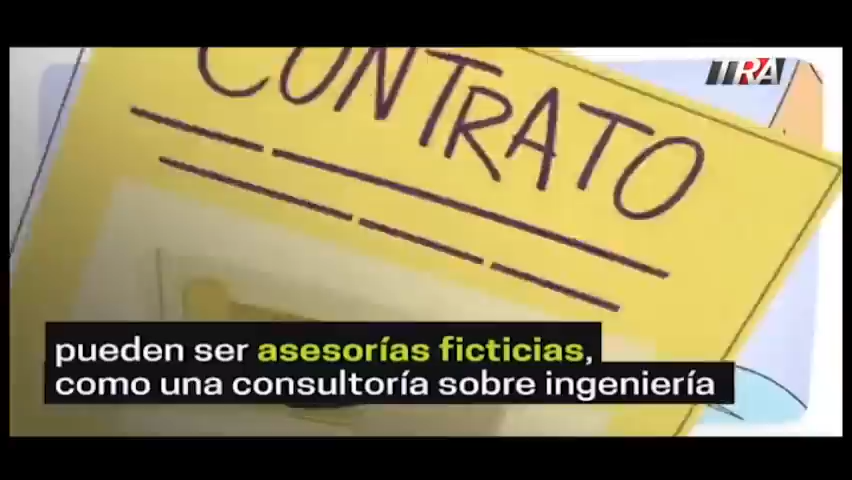 CONTRATO
TRA
pueden ser asesorías ficticias,
como una consultoría sobre ingeniería